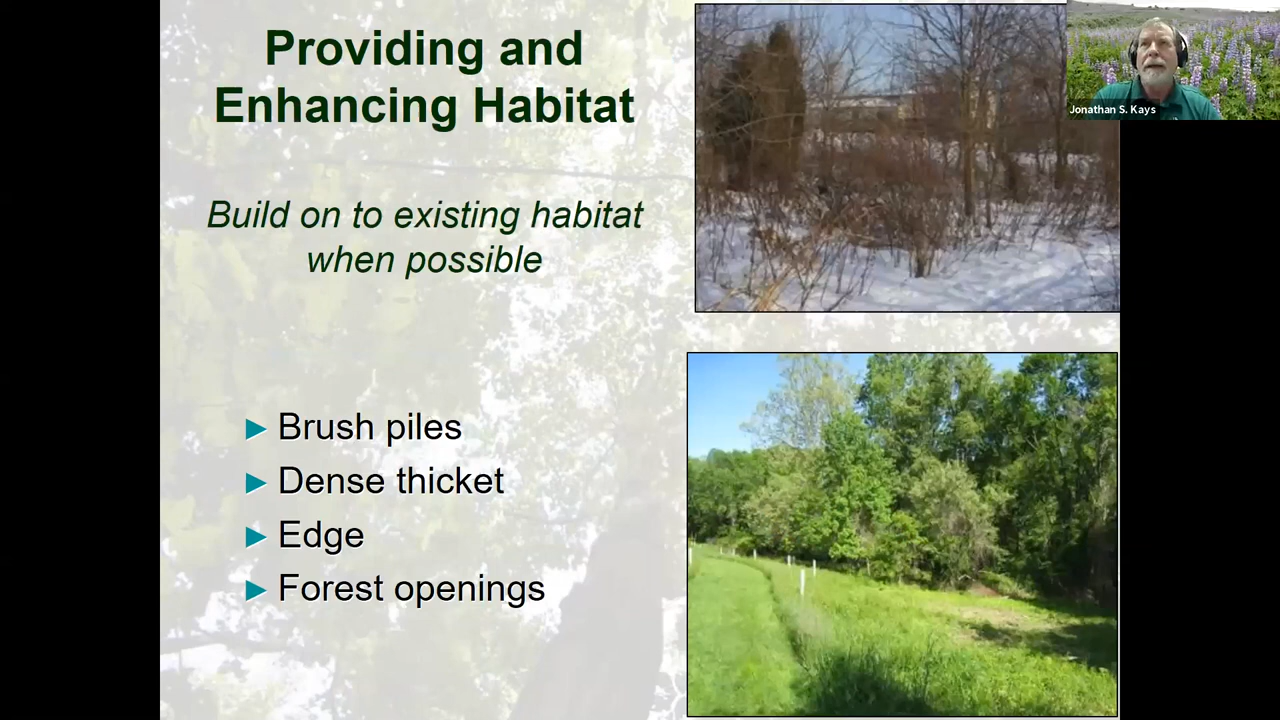 Providing and
Enhancing Habitat
Build on to existing habitat
when possible
► Brush piles
► Dense thicket
► Edge
► Forest openings
Jonathan S. Kays